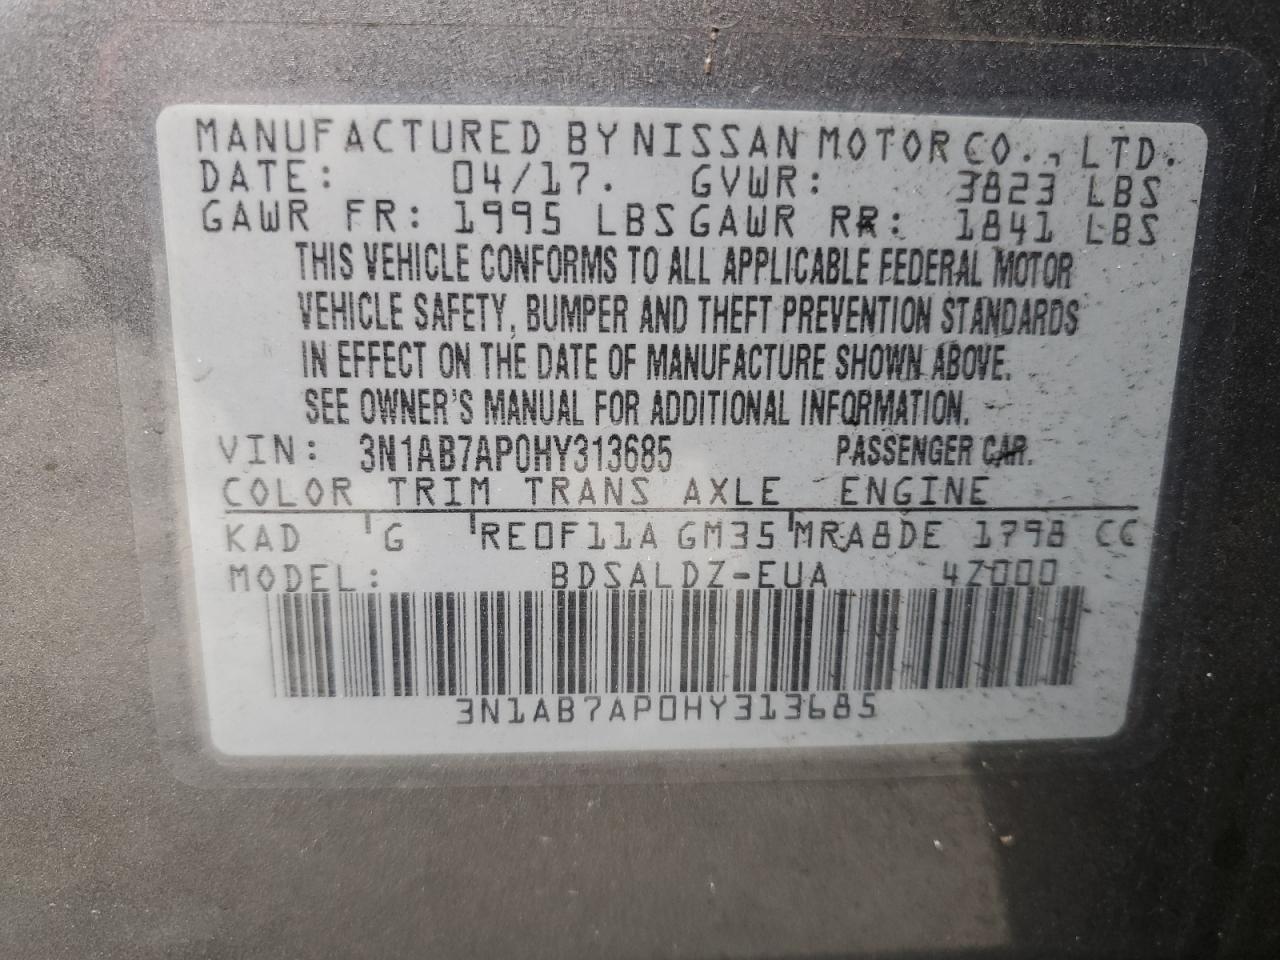 MANUFACTURED BY NISSAN MOTOR CO., LTD.
DATE: 04/17. GVWR: 3823 LBS
GAWR FR: 1995 LBS GAWR RR: 1841 LBS
THIS VEHICLE CONFORMS TO ALL APPLICABLE FEDERAL MOTOR
VEHICLE SAFETY, BUMPER AND THEFT PREVENTION STANDARDS
IN EFFECT ON THE DATE OF MANUFACTURE SHOWN ABOVE.
SEE OWNER'S MANUAL FOR ADDITIONAL INFORMATION.
VIN: 3N1AB7AP0HY313685 PASSENGER CAR.
COLOR TRIM TRANS AXLE ENGINE
KAD G RE0F11A GM35 MRA8DE 1798 CC
MODEL: BDSALDZ-EUA 4Z000
3N1AB7AP0HY313685